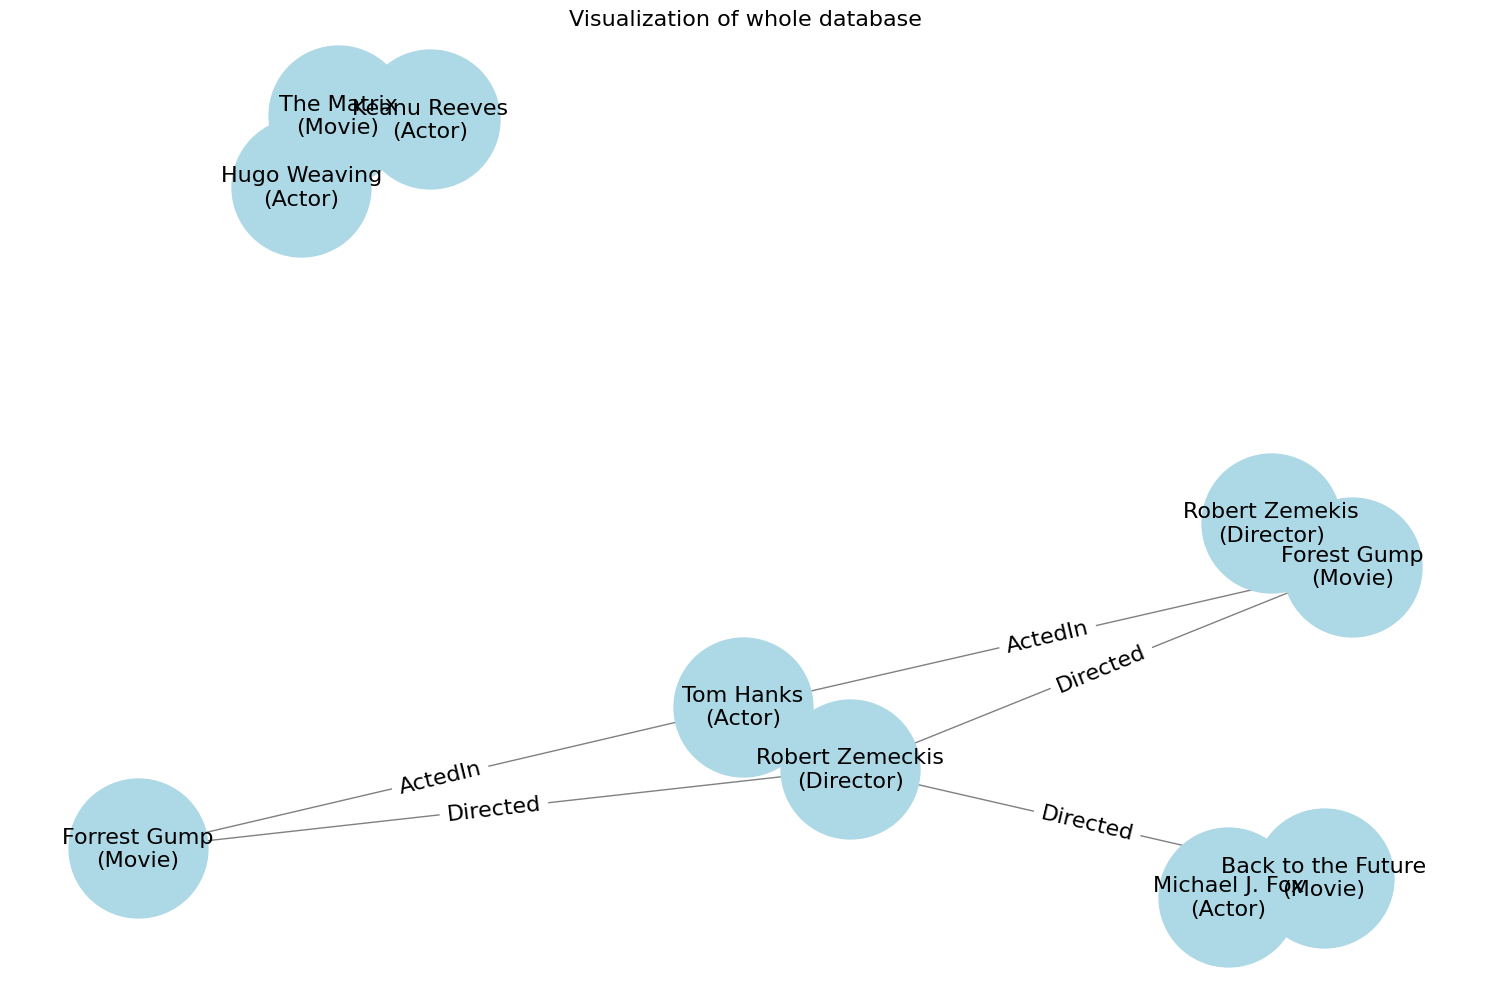 Visualization of whole database
The Matrix
(Movie)
Keanu Reeves
(Actor)
Hugo Weaving
(Actor)
Robert Zemekis
(Director)
Forest Gump
(Movie)
ActedIn
Directed
Tom Hanks
(Actor)
Robert Zemeckis
(Director)
ActedIn
Directed
Directed
Forrest Gump
(Movie)
Back to the Future
(Movie)
Michael J. Fox
(Actor)